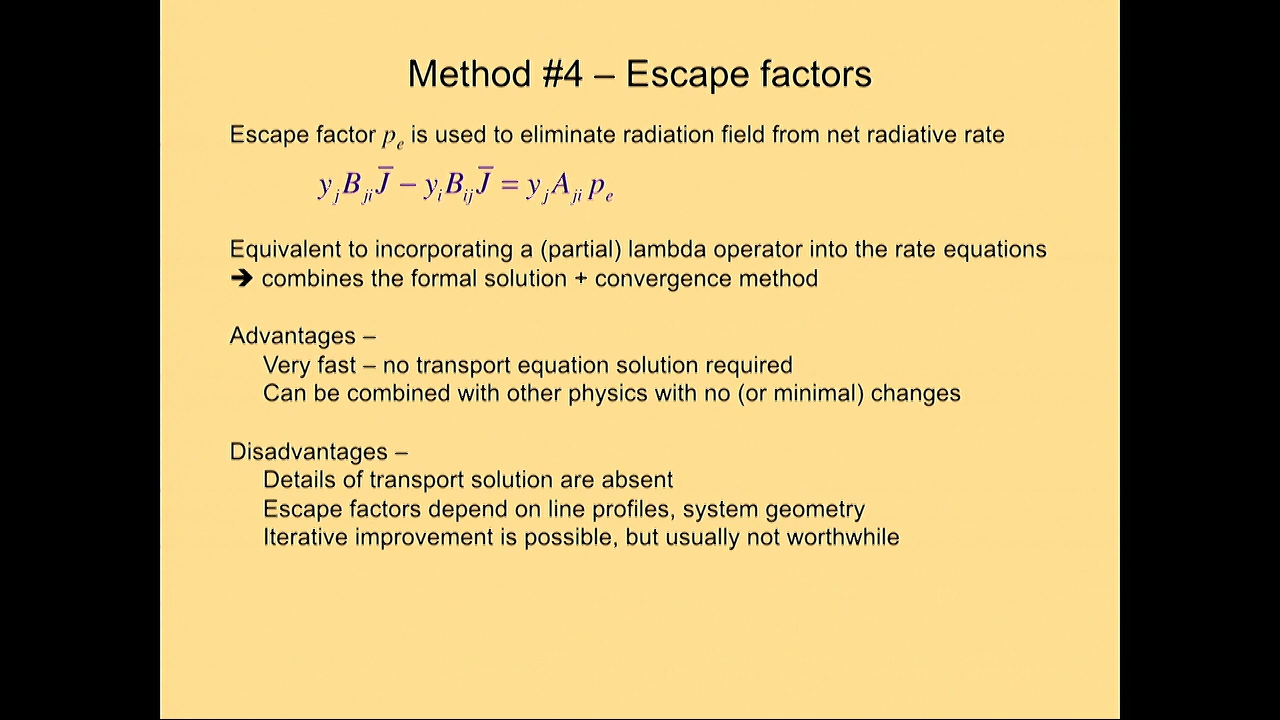 Method #4 – Escape factors
Escape factor pₑ is used to eliminate radiation field from net radiative rate
yⱼBⱼᵢJ̅ − yᵢBᵢⱼJ̅ = yⱼAⱼᵢ pₑ
Equivalent to incorporating a (partial) lambda operator into the rate equations
➔ combines the formal solution + convergence method
Advantages –
Very fast – no transport equation solution required
Can be combined with other physics with no (or minimal) changes
Disadvantages –
Details of transport solution are absent
Escape factors depend on line profiles, system geometry
Iterative improvement is possible, but usually not worthwhile